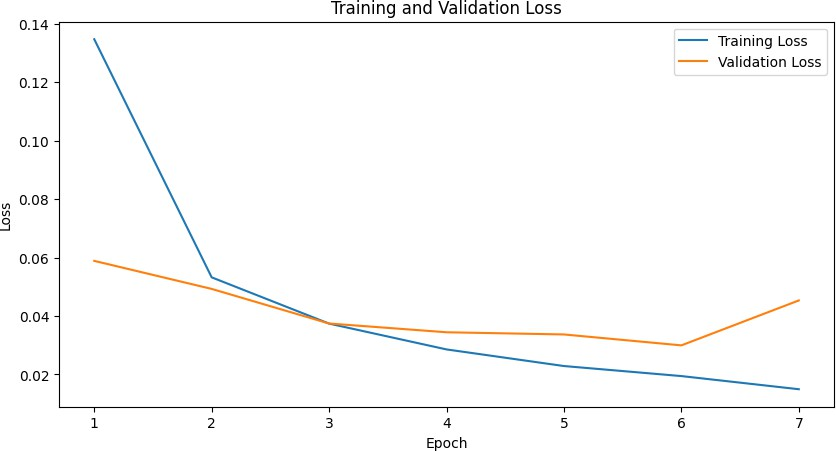 Training and Validation Loss
0.14
0.12
0.10
0.08
0.06
0.04
0.02
Loss
Training Loss
Validation Loss
1 2 3 4 5 6 7
Epoch